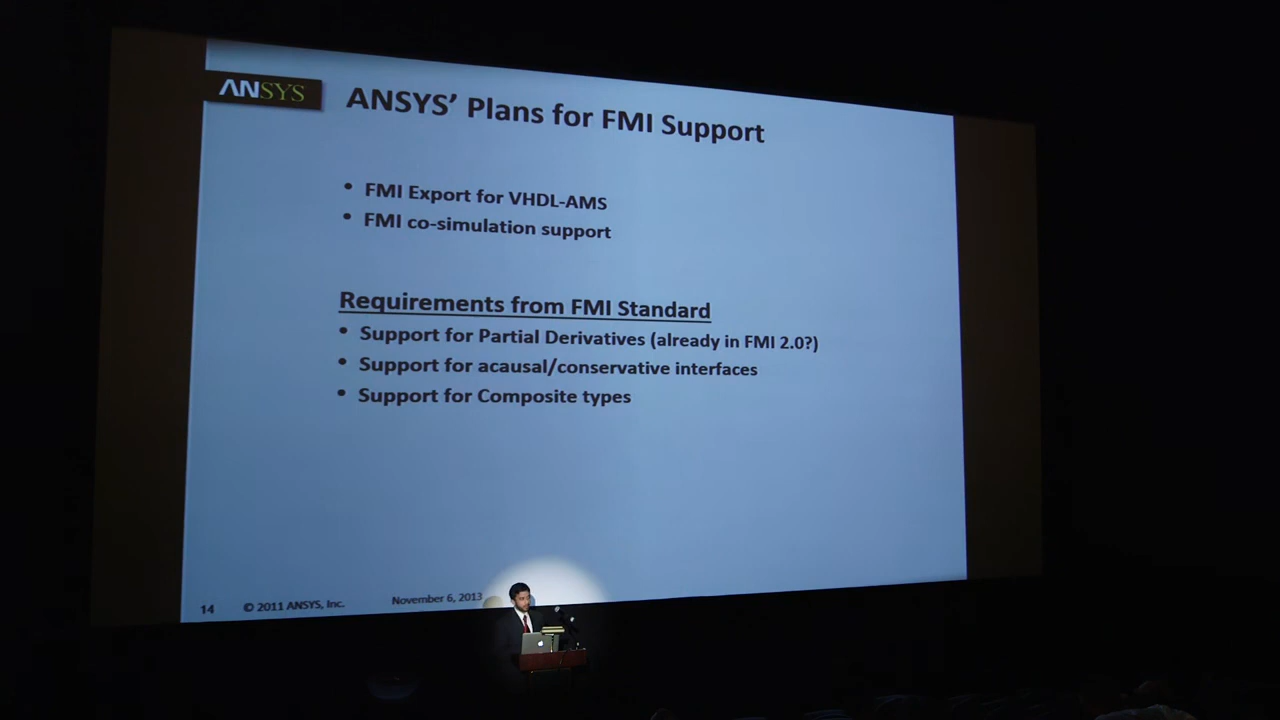 ANSYS
ANSYS' Plans for FMI Support
• FMI Export for VHDL-AMS
• FMI co-simulation support
Requirements from FMI Standard
• Support for Partial Derivatives (already in FMI 2.0?)
• Support for acausal/conservative interfaces
• Support for Composite types
14 © 2011 ANSYS, Inc. November 6, 2013